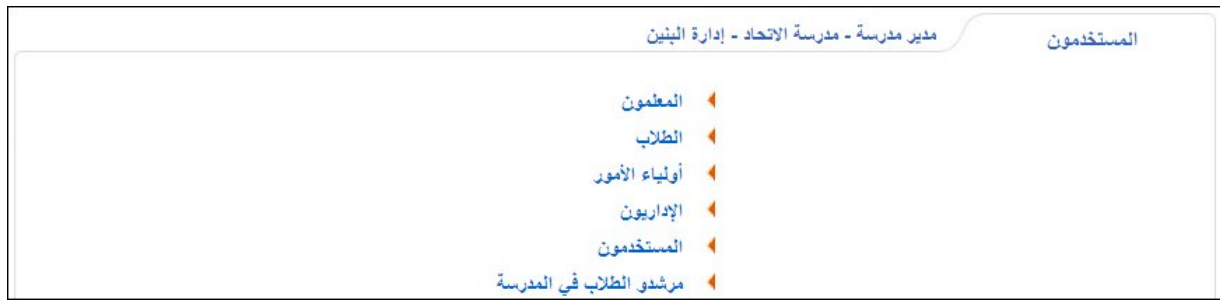 المستخدمون
مدير مدرسة - مدرسة الاتحاد - إدارة البنين
المعلمون
الطلاب
أولياء الأمور
الإداريون
المستخدمون
مرشدو الطلاب في المدرسة